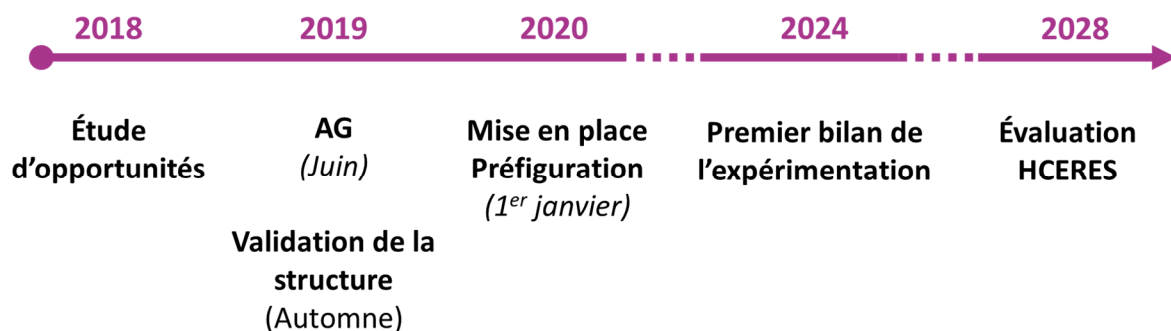 2018
2019
2020
2024
2028
Étude
d’opportunités
AG
(Juin)
Validation de la
structure
(Automne)
Mise en place
Préfiguration
(1er janvier)
Premier bilan de
l’expérimentation
Évaluation
HCERES